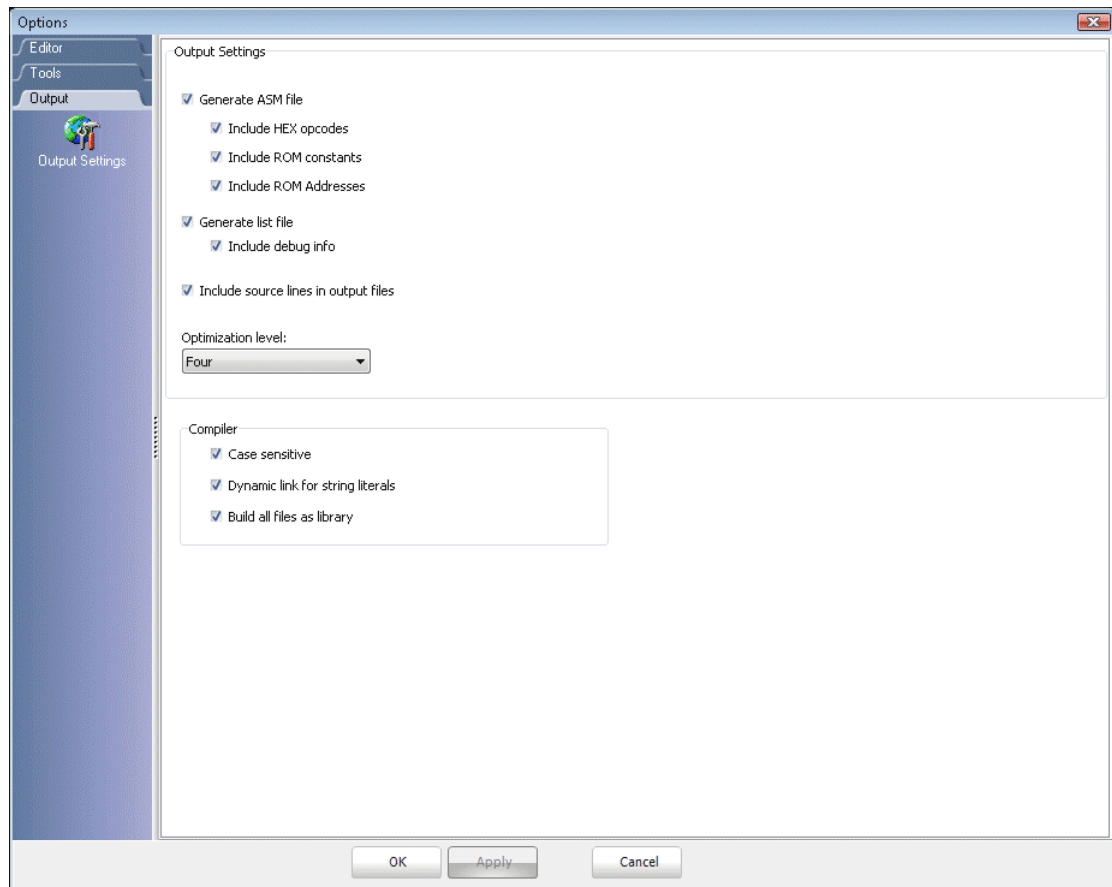 Options
Editor
Tools
Output
Output Settings
Output Settings
Generate ASM file
Include HEX opcodes
Include ROM constants
Include ROM Addresses
Generate list file
Include debug info
Include source lines in output files
Optimization level:
Four
Compiler
Case sensitive
Dynamic link for string literals
Build all files as library
OK
Apply
Cancel